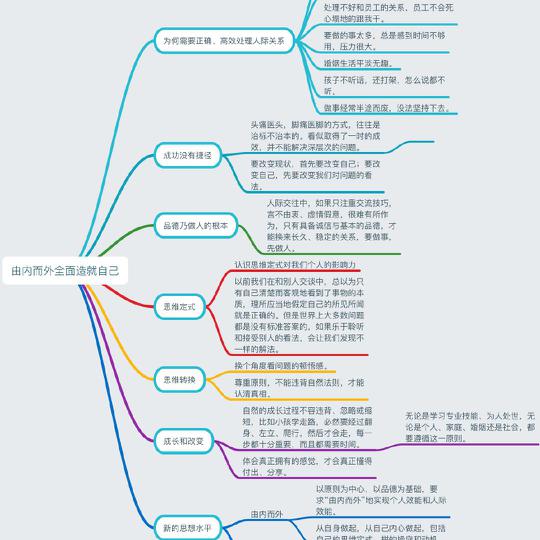 处理不好和员工的关系，员工不会死
心塌地的跟我干。
要做的事太多，总是感到时间不够
用，压力很大。
婚姻生活平淡无趣。
孩子不听话，还打架，怎么说都不
听。
做事经常半途而废，没法坚持下去。
为何需要正确、高效处理人际关系
头痛医头，脚痛医脚的方式，往往是
治标不治本的。看似取得了一时的成
效，并不能解决深层次的问题。
要改变现状，首先要改变自己；要改
变自己，先要改变我们对问题的看
法。
成功没有捷径
人际交往中，如果只注重交流技巧，
言不由衷、虚情假意，很难有所作
为，只有具备诚信与基本的品德，才
能换来长久、稳定的关系，要做事，
先做人。
品德乃做人的根本
由内而外全面造就自己
认识思维定式对我们个人的影响力
以前我们在和别人交谈中，总以为只
有自己清楚而客观地看到了事物的本
质，理所应当地假定自己的所见所闻
就是正确的。但是世界上大多数问题
都是没有标准答案的，如果乐于聆听
和接受别人的看法，会让我们发现不
一样的解法。
思维定式
换个角度看问题的顿悟感。
尊重原则，不能违背自然法则，才能
认清真相。
思维转换
自然的成长过程不容违背、忽略或缩
短，比如小孩学走路，必然要经过翻
身、左立、爬行，然后才会走，每一
步都十分重要，而且都需要时间。
无论是学习专业技能、为人处世，无
论是个人、家庭、婚姻还是社会，都
要遵循这一原则。
体会真正拥有的感觉，才会真正懂得
付出、分享。
成长和改变
以原则为中心、以品德为基础，要
求“由内而外”地实现个人效能和人际
效能。
由内而外
从自身做起，从自己内心做起，包括
自己的思维定式、
新的思想水平